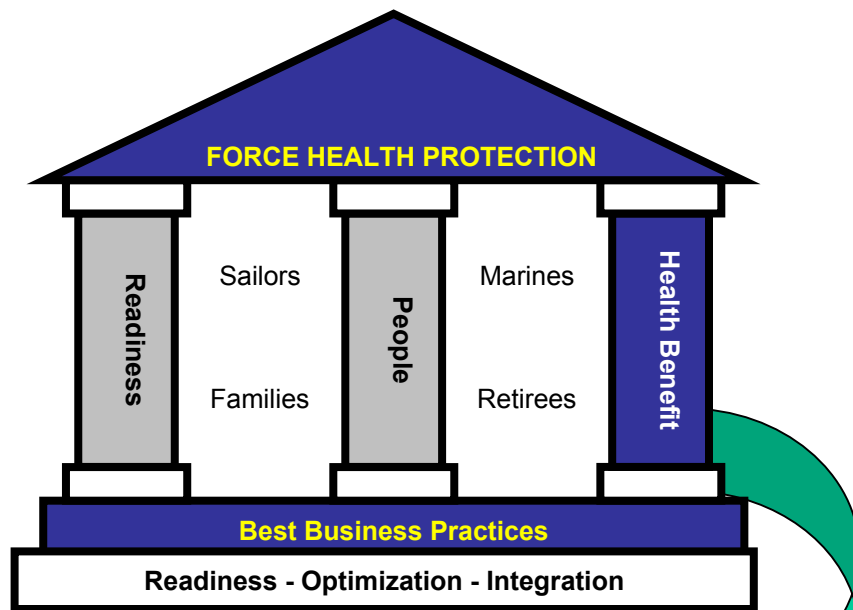 FORCE HEALTH PROTECTION
Readiness
Sailors
Families
People
Marines
Retirees
Health Benefit
Best Business Practices
Readiness - Optimization - Integration